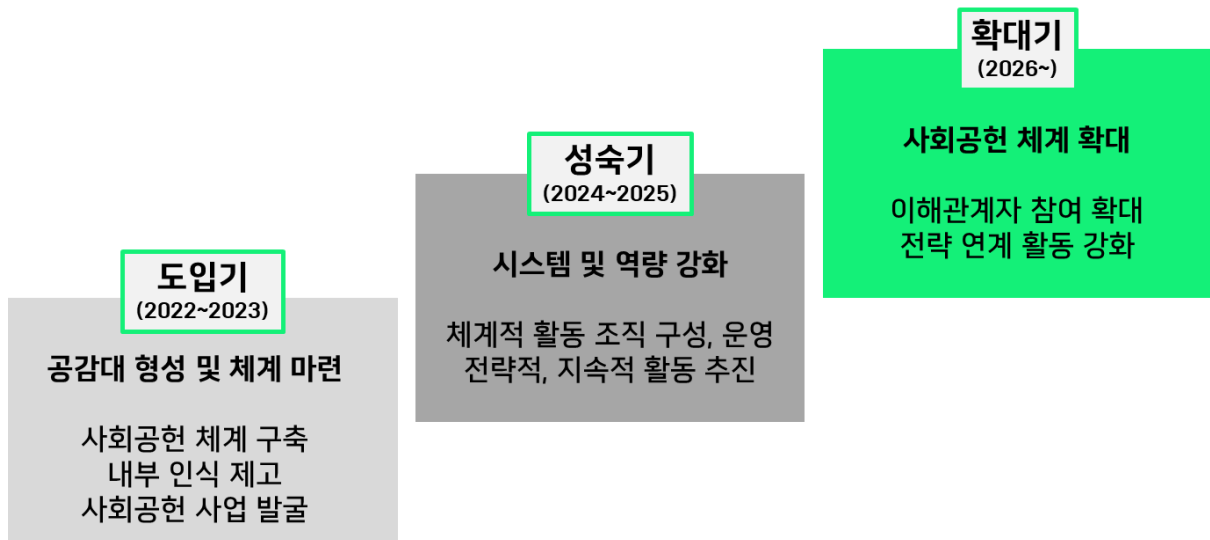 도입기
(2022~2023)
공감대 형성 및 체계 마련
사회공헌 체계 구축
내부 인식 제고
사회공헌 사업 발굴
성숙기
(2024~2025)
시스템 및 역량 강화
체계적 활동 조직 구성, 운영
전략적, 지속적 활동 추진
확대기
(2026~)
사회공헌 체계 확대
이해관계자 참여 확대
전략 연계 활동 강화